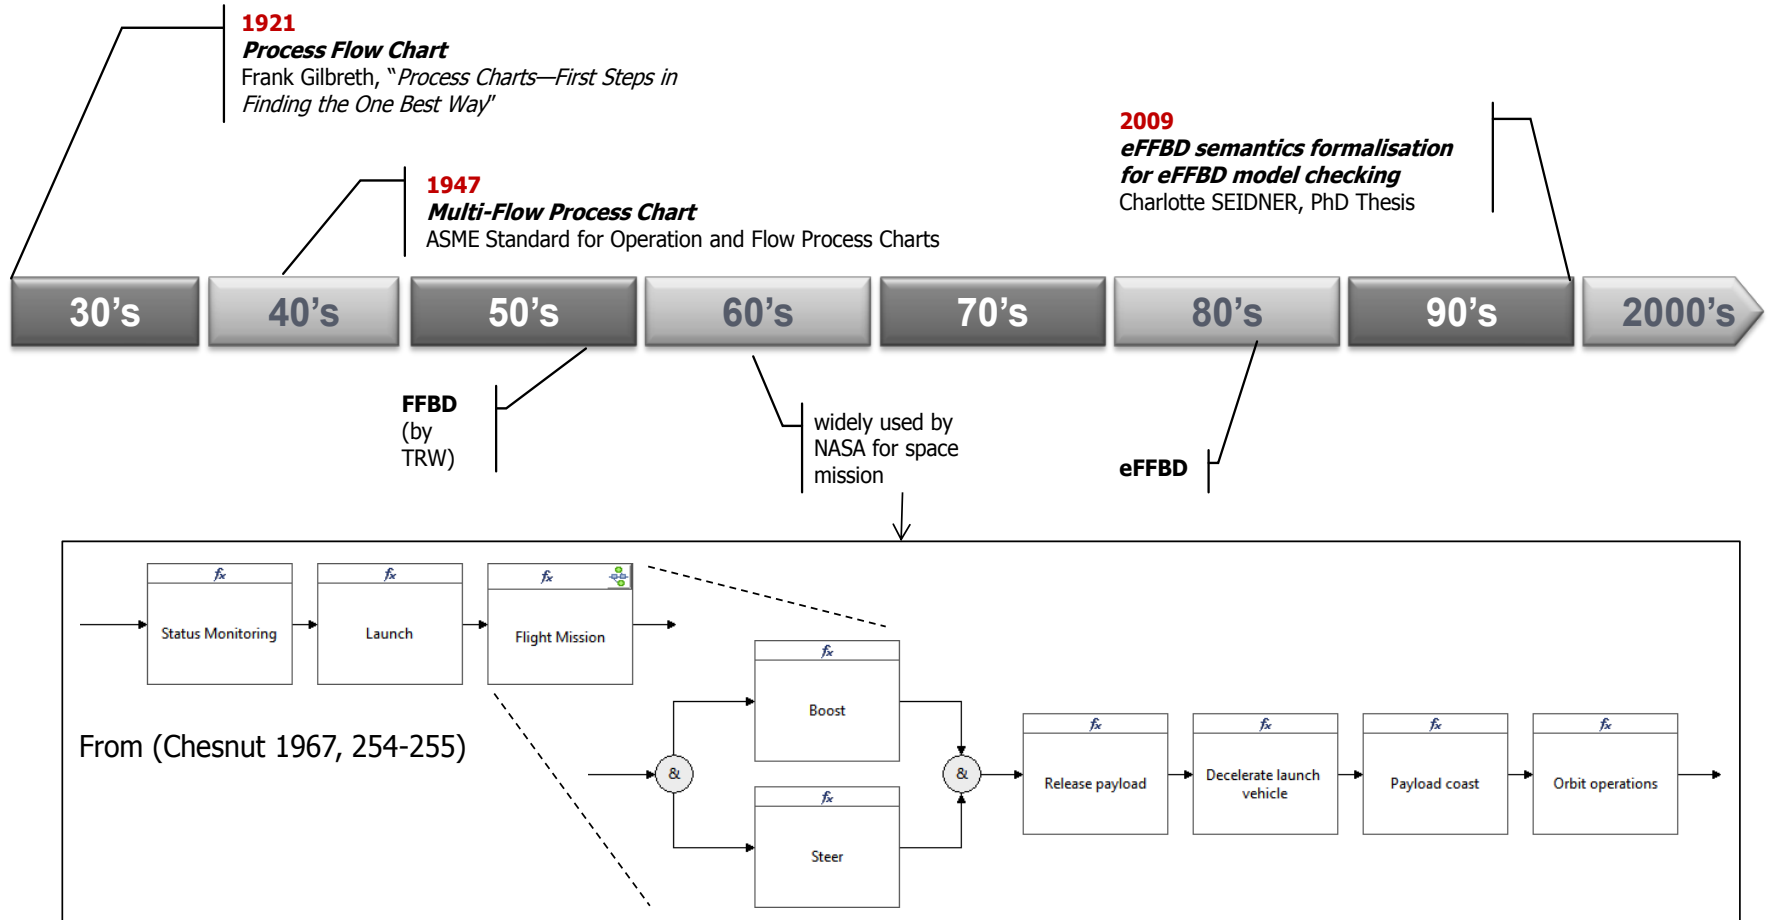 1921
Process Flow Chart
Frank Gilbreth, “Process Charts—First Steps in
Finding the One Best Way”
2009
eFFBD semantics formalisation
for eFFBD model checking
Charlotte SEIDNER, PhD Thesis
1947
Multi-Flow Process Chart
ASME Standard for Operation and Flow Process Charts
30’s
40’s
50’s
60’s
70’s
80’s
90’s
2000’s
FFBD
(by
TRW)
widely used by
NASA for space
mission
eFFBD
fx
Status Monitoring
fx
Launch
fx
Flight Mission
From (Chesnut 1967, 254-255)
&
fx
Boost
fx
Steer
&
fx
Release payload
fx
Decelerate launch
vehicle
fx
Payload coast
fx
Orbit operations